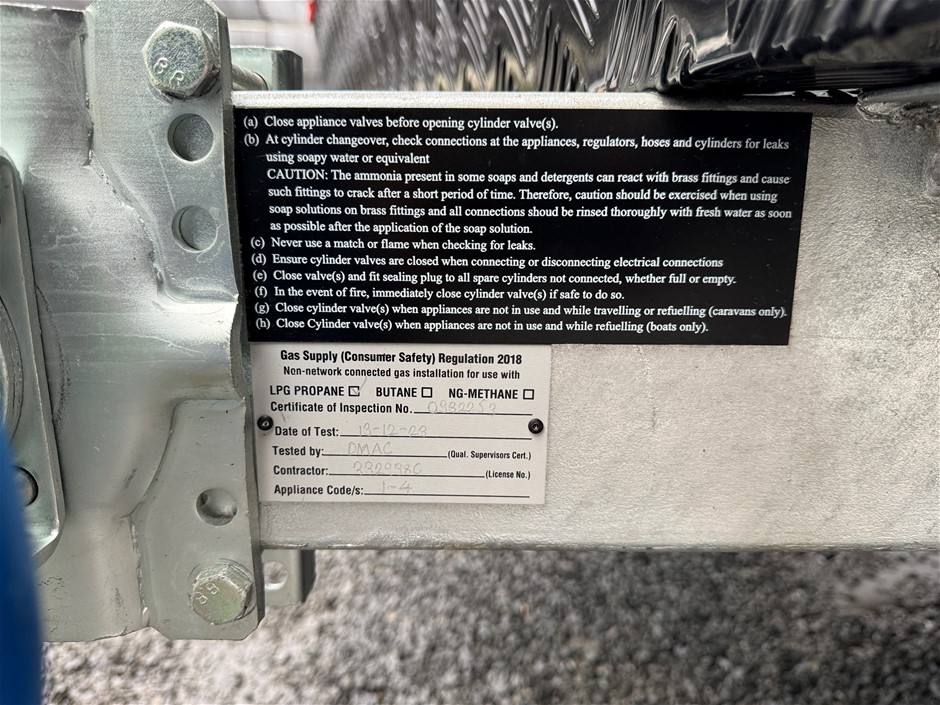 (a) Close appliance valves before opening cylinder valve(s).
(b) At cylinder changeover, check connections at the appliances, regulators, hoses and cylinders for leaks
using soapy water or equivalent
CAUTION: The ammonia present in some soaps and detergents can react with brass fittings and cause
such fittings to crack after a short period of time. Therefore, caution should be exercised when using
soap solutions on brass fittings and all connections shoud be rinsed thoroughly with fresh water as soon
as possible after the application of the soap solution.
(c) Never use a match or flame when checking for leaks.
(d) Ensure cylinder valves are closed when connecting or disconnecting electrical connections
(e) Close valve(s) and fit sealing plug to all spare cylinders not connected, whether full or empty.
(f) In the event of fire, immediately close cylinder valve(s) if safe to do so.
(g) Close cylinder valve(s) when appliances are not in use and while travelling or refuelling (caravans only).
(h) Close Cylinder valve(s) when appliances are not in use and while refuelling (boats only).
Gas Supply (Consumer Safety) Regulation 2018
Non-network connected gas installation for use with
LPG PROPANE ☑ BUTANE ☐ NG-METHANE ☐
Certificate of Inspection No.
Date of Test: 13-12-23
Tested by: DMAC (Qual. Supervisors Cert.)
Contractor: (License No.)
Appliance Code/s: 1-4
8.8
8.8